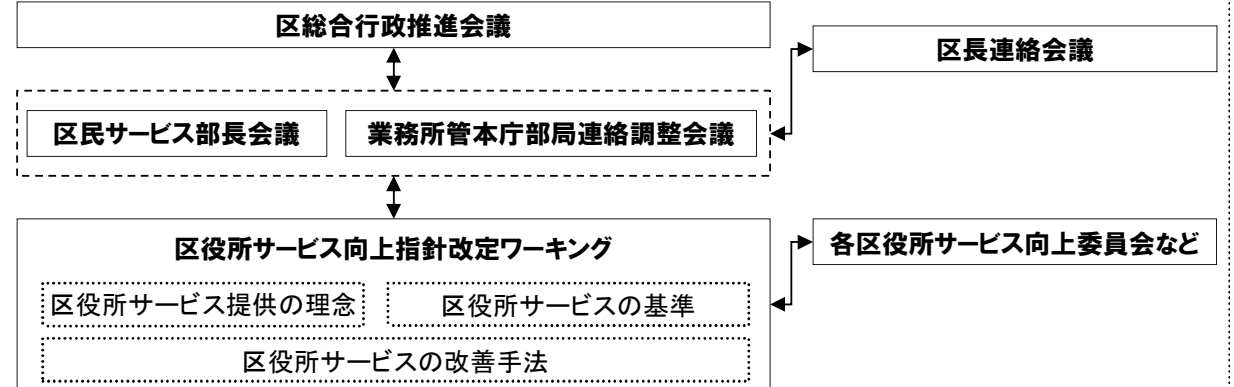 区総合行政推進会議
区長連絡会議
区民サービス部長会議
業務所管本庁部局連絡調整会議
区役所サービス向上指針改定ワーキング
各区役所サービス向上委員会など
区役所サービス提供の理念
区役所サービスの基準
区役所サービスの改善手法